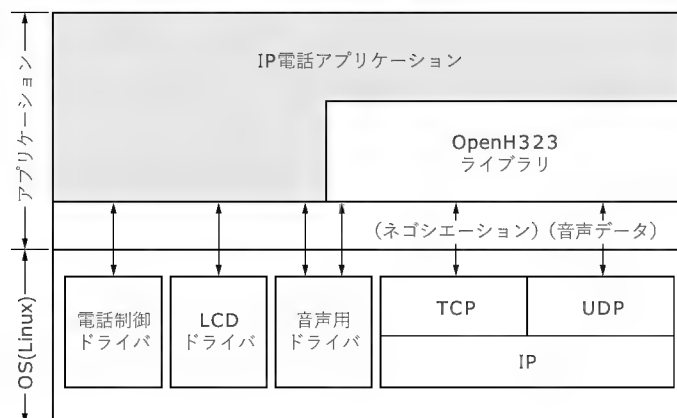 IP電話アプリケーション
OpenH323
ライブラリ
アプリケーション
(ネゴシエーション)(音声データ)
OS(Linux)
電話制御
ドライバ
LCD
ドライバ
音声用
ドライバ
TCP
UDP
IP